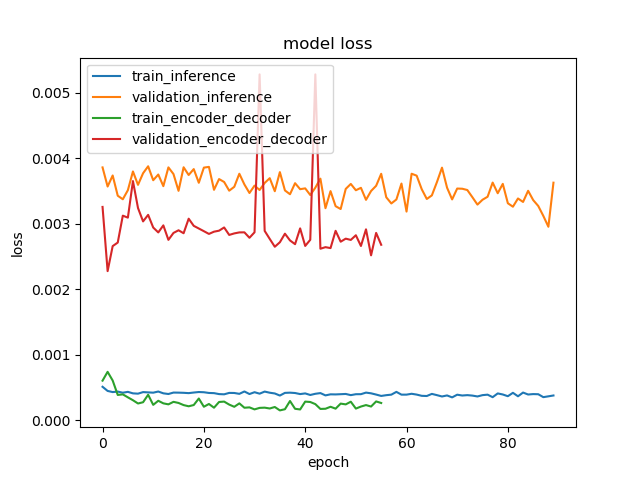 model loss
train_inference
validation_inference
train_encoder_decoder
validation_encoder_decoder
loss
0.005
0.004
0.003
0.002
0.001
0.000
0 20 40 60 80
epoch